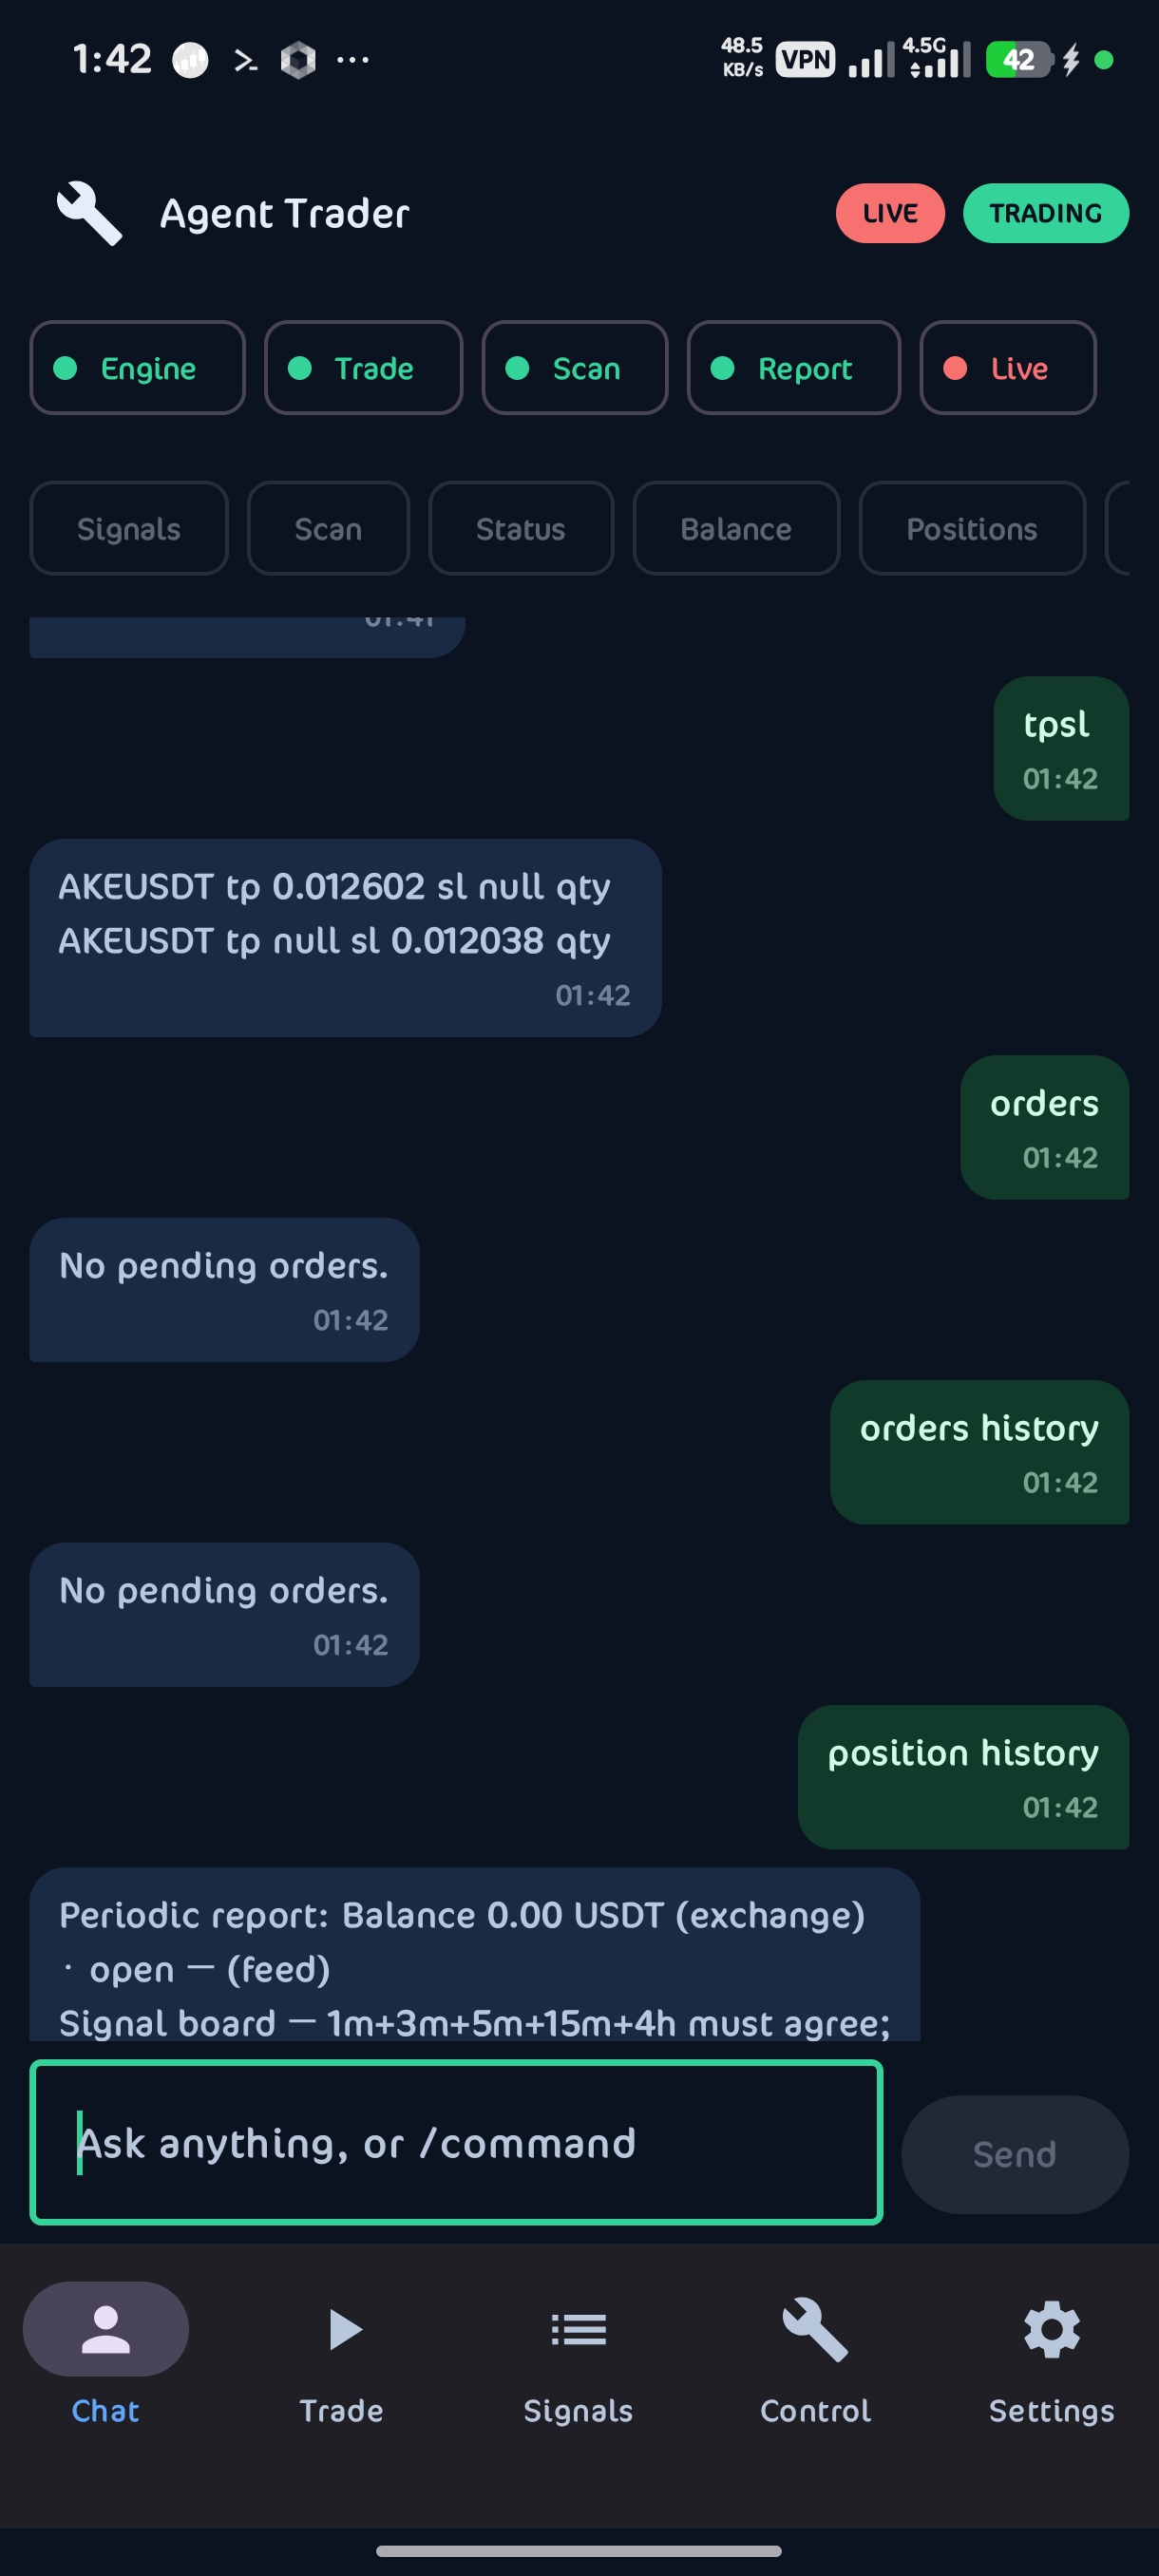 1:42
48.5
KB/s
VPN
4.5G
42
Agent Trader
LIVE
TRADING
Engine
Trade
Scan
Report
Live
Signals
Scan
Status
Balance
Positions
01:41
tpsl
01:42
AKEUSDT tp 0.012602 sl null qty
AKEUSDT tp null sl 0.012038 qty
01:42
orders
01:42
No pending orders.
01:42
orders history
01:42
No pending orders.
01:42
position history
01:42
Periodic report: Balance 0.00 USDT (exchange)
· open — (feed)
Signal board — 1m+3m+5m+15m+4h must agree;
Ask anything, or /command
Send
Chat
Trade
Signals
Control
Settings